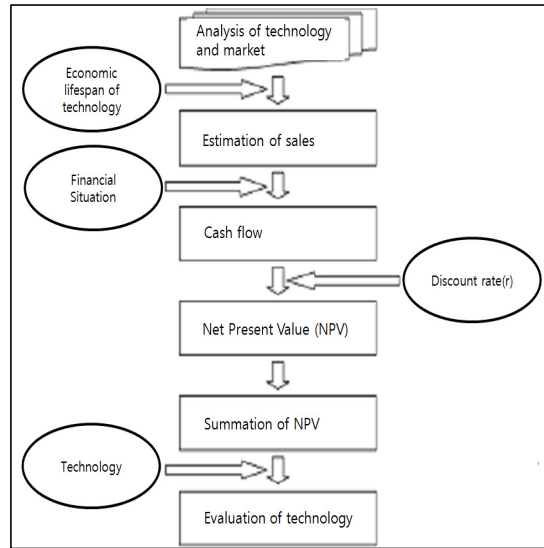 Analysis of technology
and market
Economic
lifespan of
technology
Estimation of sales
Financial
Situation
Cash flow
Discount rate(r)
Net Present Value (NPV)
Summation of NPV
Technology
Evaluation of technology